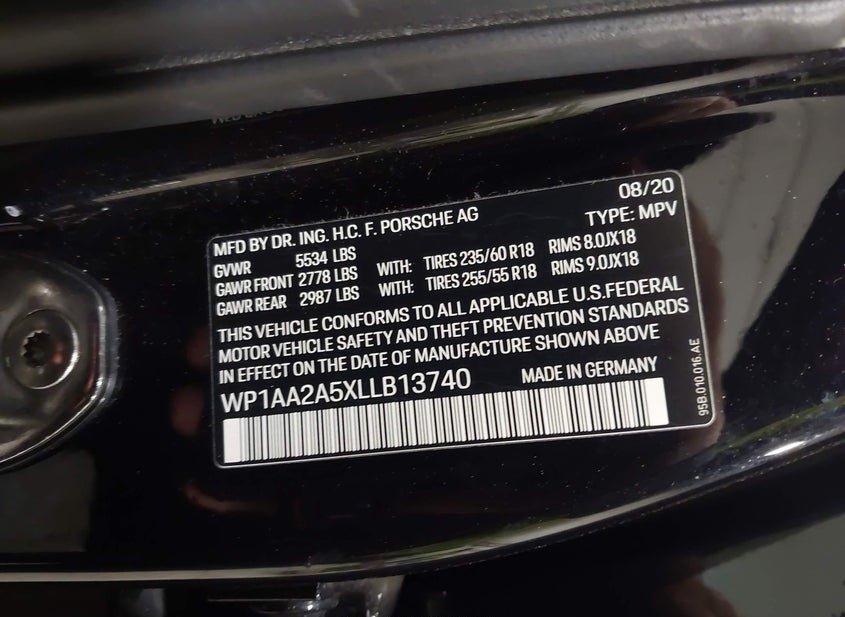 08/20
MFD BY DR. ING. H.C. F. PORSCHE AG TYPE: MPV
GVWR 5534 LBS
GAWR FRONT 2778 LBS WITH: TIRES 235/60 R18 RIMS 8.0JX18
GAWR REAR 2987 LBS WITH: TIRES 255/55 R18 RIMS 9.0JX18
THIS VEHICLE CONFORMS TO ALL APPLICABLE U.S.FEDERAL
MOTOR VEHICLE SAFETY AND THEFT PREVENTION STANDARDS
IN EFFECT ON THE DATE OF MANUFACTURE SHOWN ABOVE
WP1AA2A5XLLB13740 MADE IN GERMANY
95B.010.016.AE